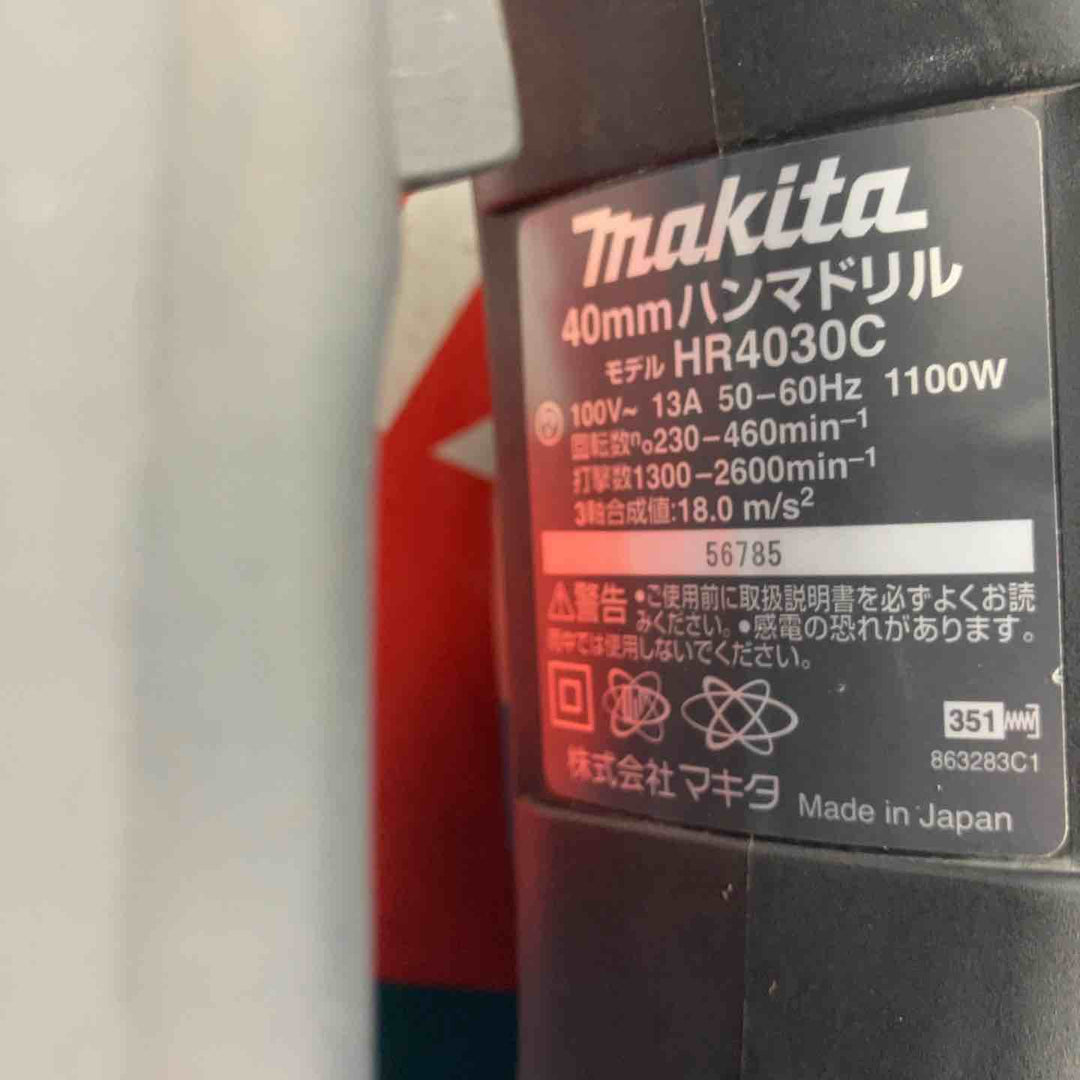 makita
40mmハンマドリル
モデル HR4030C
100V~ 13A 50-60Hz 1100W
回転数n₀230-460min⁻¹
打撃数1300-2600min⁻¹
3軸合成値:18.0 m/s²
56785
警告 •ご使用前に取扱説明書を必ずよくお読
みください。•感電の恐れがあります。
雨中では使用しないでください。
351
863283C1
株式会社 マキタ Made in Japan